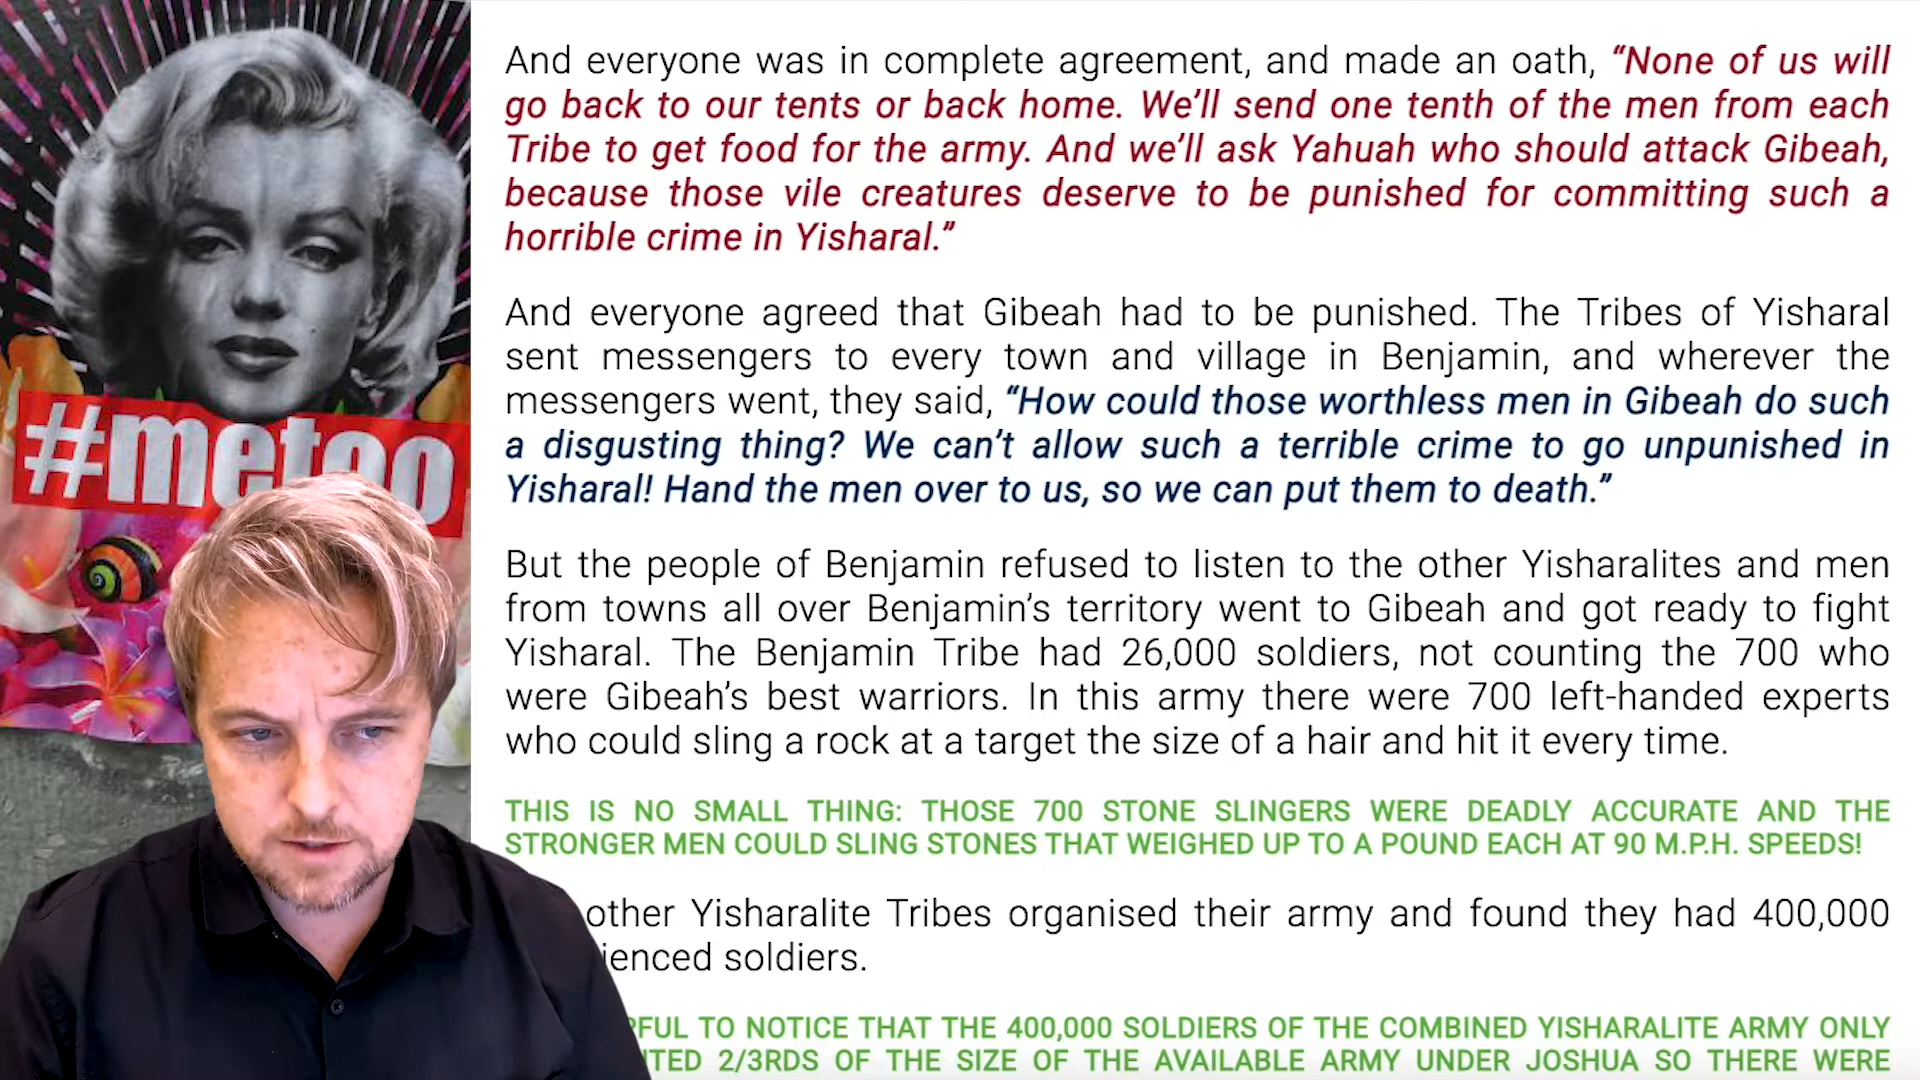 #metoo
And everyone was in complete agreement, and made an oath, “None of us will
go back to our tents or back home. We’ll send one tenth of the men from each
Tribe to get food for the army. And we’ll ask Yahuah who should attack Gibeah,
because those vile creatures deserve to be punished for committing such a
horrible crime in Yisharal.”
And everyone agreed that Gibeah had to be punished. The Tribes of Yisharal
sent messengers to every town and village in Benjamin, and wherever the
messengers went, they said, “How could those worthless men in Gibeah do such
a disgusting thing? We can’t allow such a terrible crime to go unpunished in
Yisharal! Hand the men over to us, so we can put them to death.”
But the people of Benjamin refused to listen to the other Yisharalites and men
from towns all over Benjamin’s territory went to Gibeah and got ready to fight
Yisharal. The Benjamin Tribe had 26,000 soldiers, not counting the 700 who
were Gibeah’s best warriors. In this army there were 700 left-handed experts
who could sling a rock at a target the size of a hair and hit it every time.
THIS IS NO SMALL THING: THOSE 700 STONE SLINGERS WERE DEADLY ACCURATE AND THE
STRONGER MEN COULD SLING STONES THAT WEIGHED UP TO A POUND EACH AT 90 M.P.H. SPEEDS!
other Yisharalite Tribes organised their army and found they had 400,000
soldiers.
TO NOTICE THAT THE 400,000 SOLDIERS OF THE COMBINED YISHARALITE ARMY ONLY
2/3RDS OF THE SIZE OF THE AVAILABLE ARMY UNDER JOSHUA SO THERE WERE